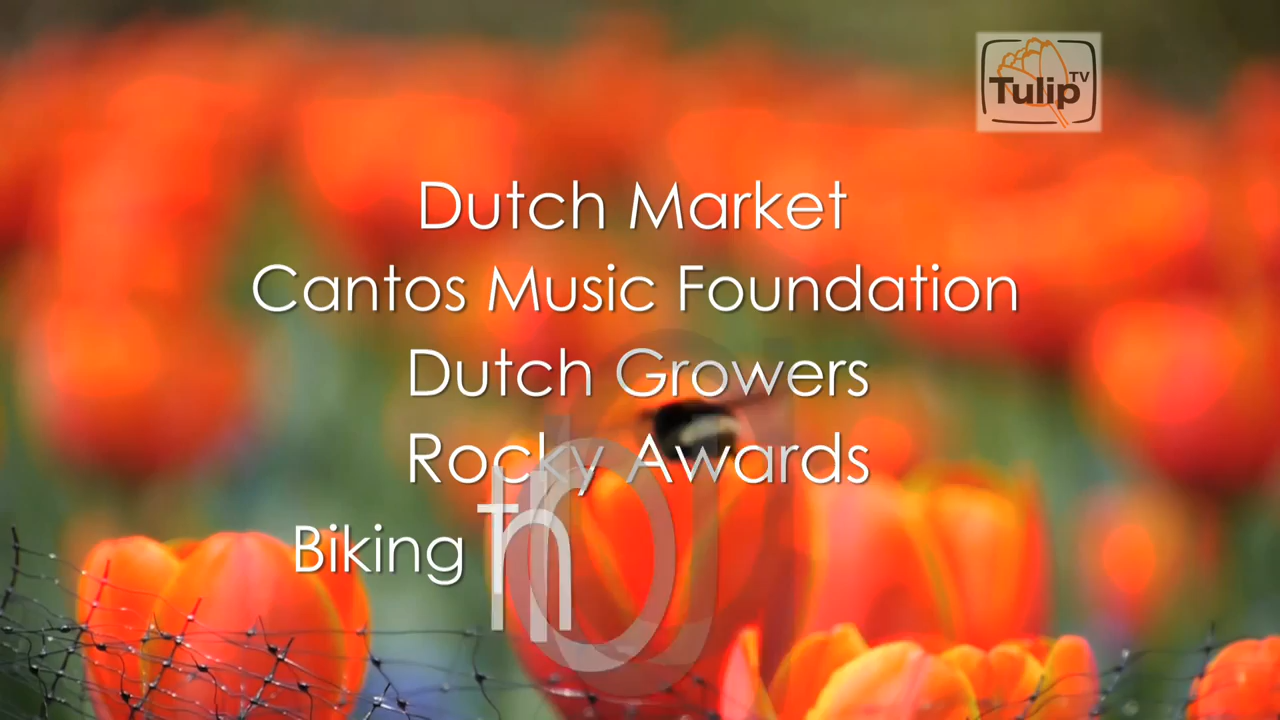 Tulip TV
Dutch Market
Cantos Music Foundation
Dutch Growers
Rocky Awards
Biking